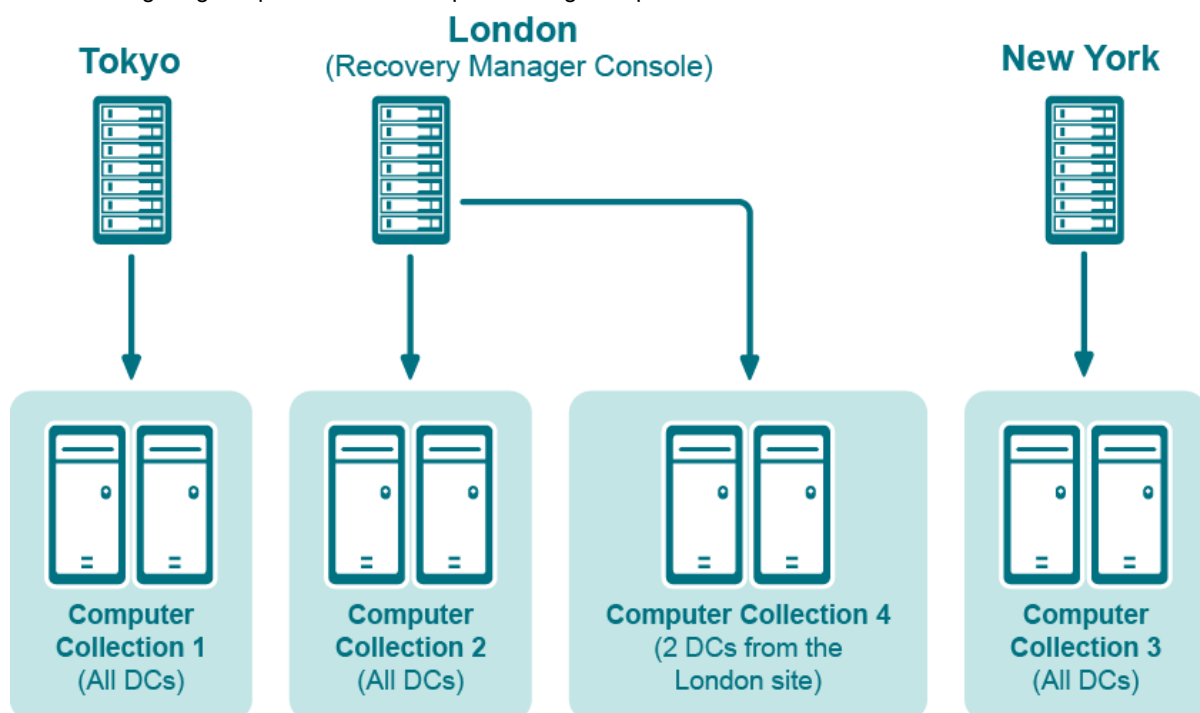 London
Tokyo
(Recovery Manager Console)
New York
Computer
Collection 1
(All DCs)
Computer
Collection 2
(All DCs)
Computer Collection 4
(2 DCs from the
London site)
Computer
Collection 3
(All DCs)